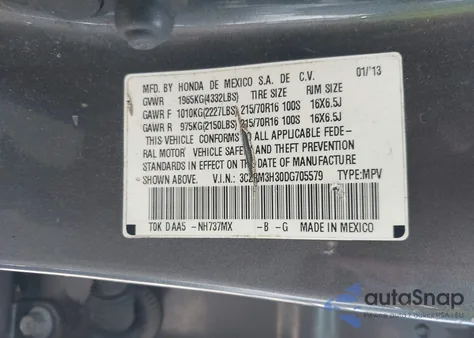 MFD. BY HONDA DE MEXICO S.A. DE C.V. 01/'13
GVWR 1965KG(4332LBS) TIRE SIZE RIM SIZE
GAWR F 1010KG(2227LBS) 215/70R16 100S 16X6.5J
GAWR R 975KG(2150LBS) 215/70R16 100S 16X6.5J
THIS VEHICLE CONFORMS TO ALL APPLICABLE FEDE-
RAL MOTOR VEHICLE SAFETY AND THEFT PREVENTION
STANDARDS IN EFFECT ON THE DATE OF MANUFACTURE
SHOWN ABOVE. V.I.N.: 3CZRM3H30DG705579 TYPE:MPV
T0K D AA5 -NH737MX -B -G MADE IN MEXICO
autoSnap